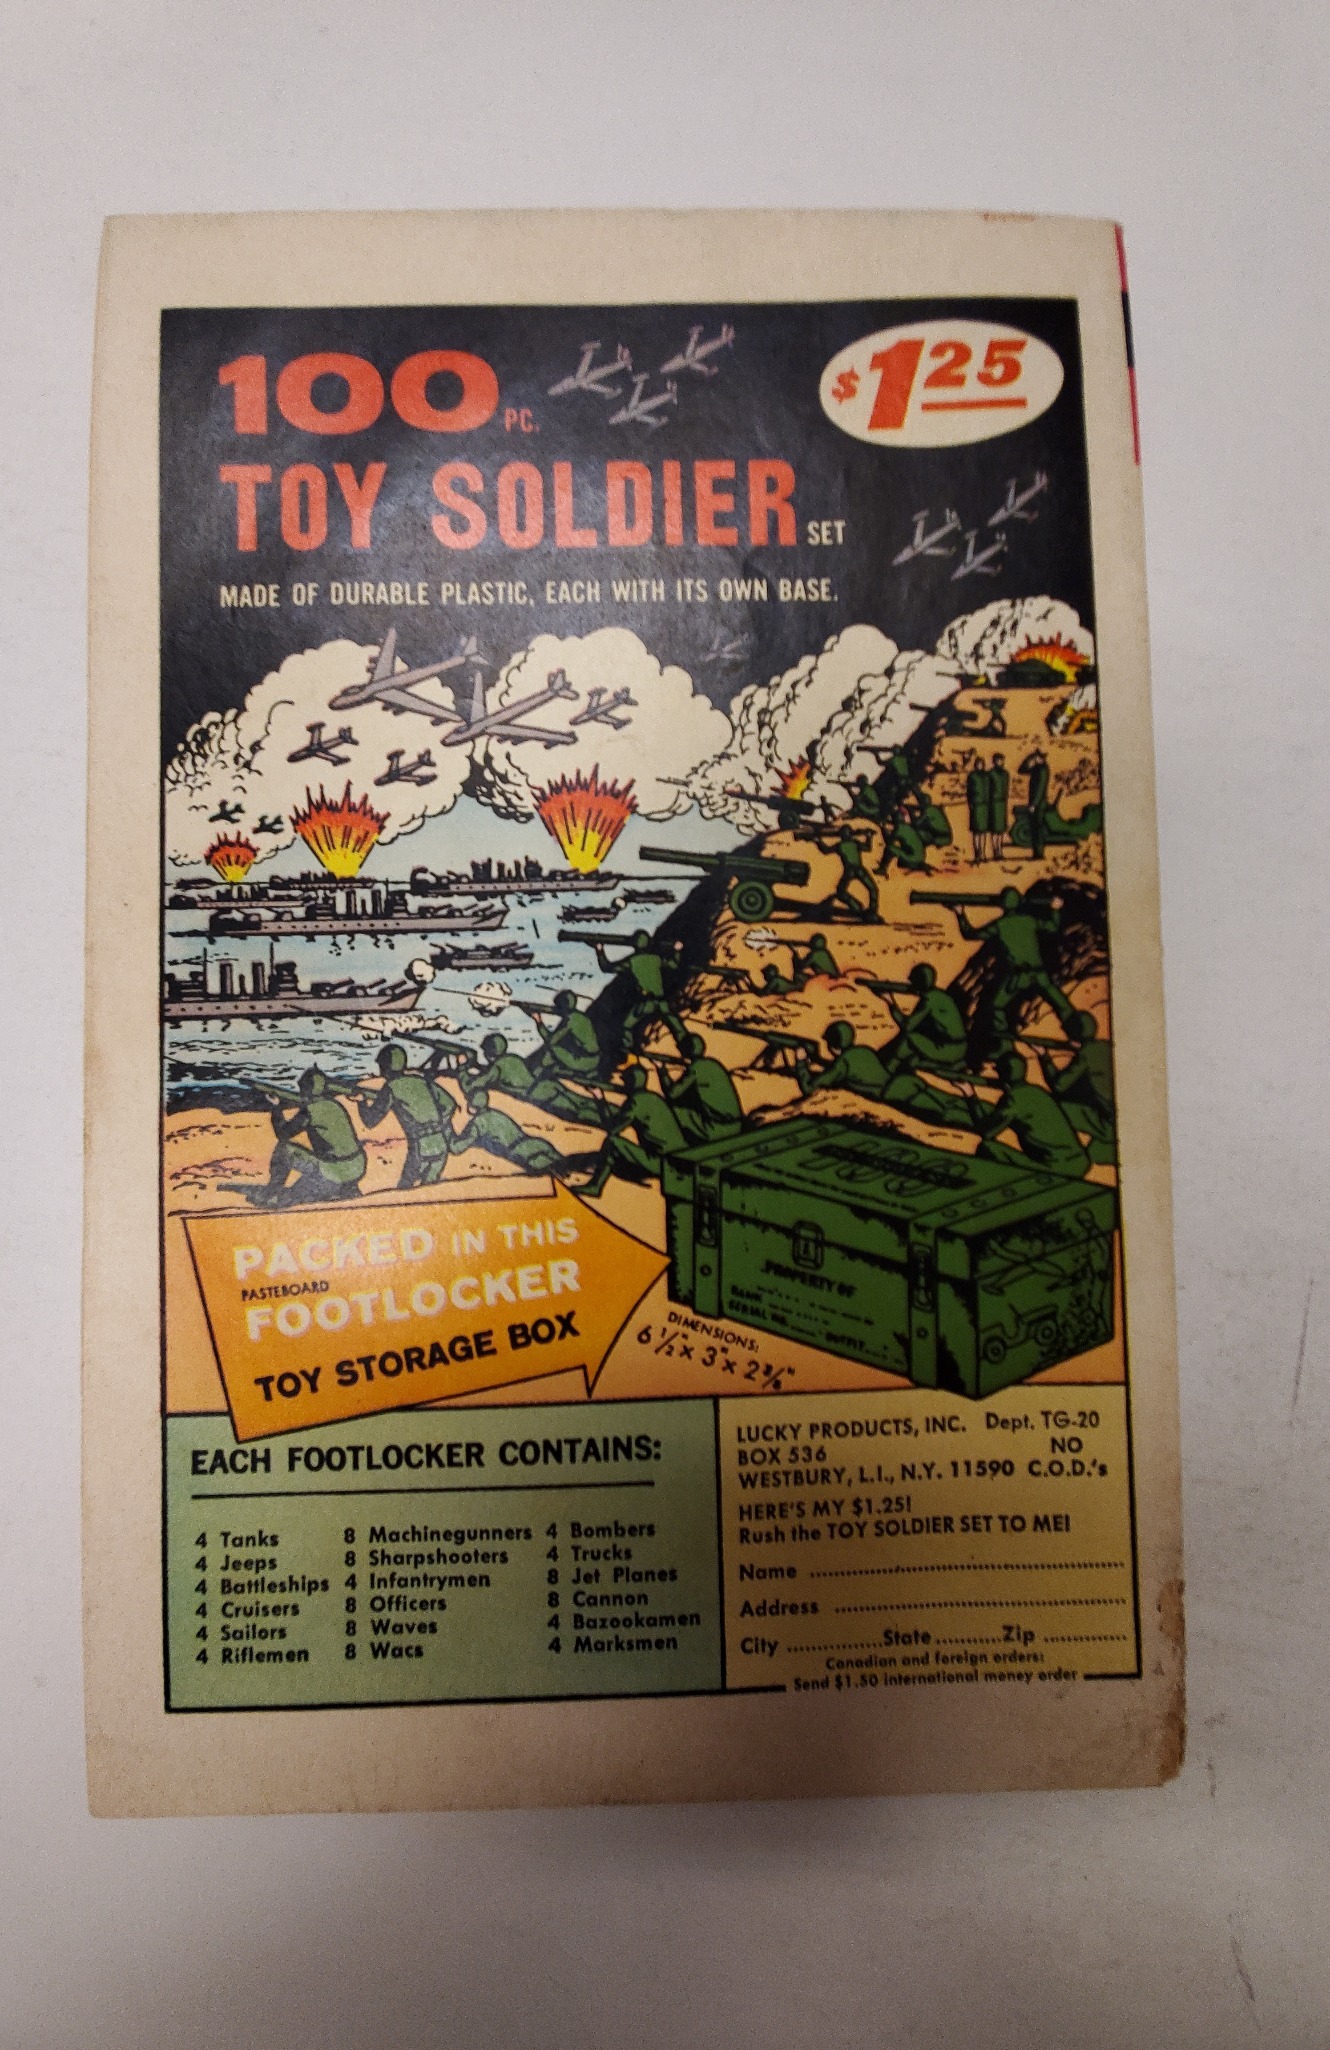 100 PC.
$1 25
TOY SOLDIER SET
MADE OF DURABLE PLASTIC, EACH WITH ITS OWN BASE.
PACKED IN THIS
PASTEBOARD
FOOTLOCKER
TOY STORAGE BOX
PROPERTY OF
SERIAL NO.
DIMENSIONS:
6 1/2" x 3" x 2 3/8"
EACH FOOTLOCKER CONTAINS:
4 Tanks
4 Jeeps
4 Battleships
4 Cruisers
4 Sailors
4 Riflemen
8 Machinegunners
8 Sharpshooters
4 Infantrymen
8 Officers
8 Waves
8 Wacs
4 Bombers
4 Trucks
8 Jet Planes
8 Cannon
4 Bazookamen
4 Marksmen
LUCKY PRODUCTS, INC. Dept. TG-20
BOX 536 NO
WESTBURY, L.I., N.Y. 11590 C.O.D.'s
HERE'S MY $1.25!
Rush the TOY SOLDIER SET TO ME!
Name
Address
City State Zip
Canadian and foreign orders:
Send $1.50 international money order